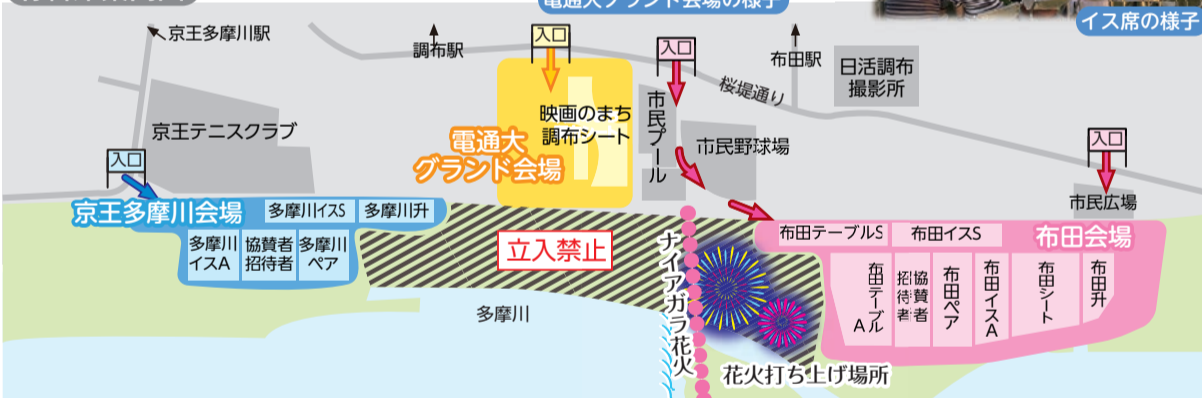 電通大グランド会場の様子
イス席の様子
京王多摩川駅
調布駅
入口
入口
布田駅
日活調布
撮影所
桜堤通り
京王テニスクラブ
映画のまち
調布シート
電通大
グランド会場
市民プール
市民野球場
入口
入口
市民広場
京王多摩川会場
多摩川イスS
多摩川升
多摩川
イスA
協賛者
招待者
多摩川
ペア
立入禁止
ナイアガラ花火
布田テーブルS
布田イスS
布田会場
布田テーブルA
協賛者
招待者
布田ペア
布田イスA
布田シート
布田升
多摩川
花火打ち上げ場所